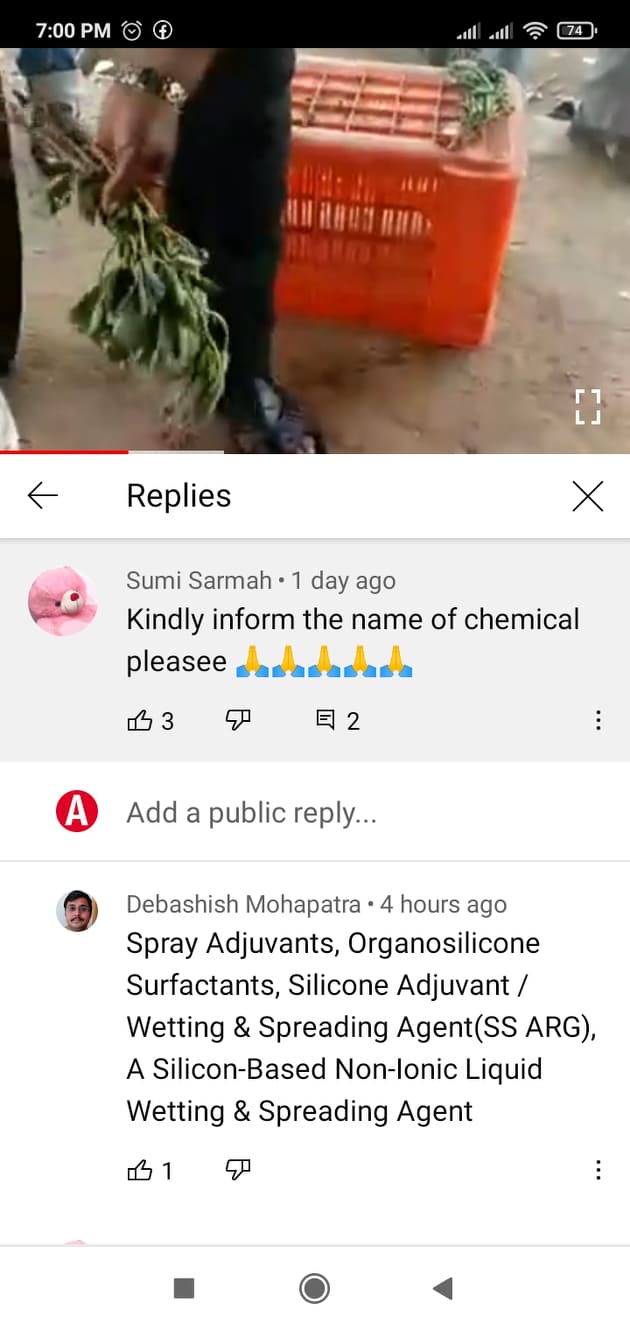 7:00 PM
74
Replies
Sumi Sarmah • 1 day ago
Kindly inform the name of chemical
pleasee 🙏🙏🙏🙏🙏
3 2
A Add a public reply...
Debashish Mohapatra • 4 hours ago
Spray Adjuvants, Organosilicone
Surfactants, Silicone Adjuvant /
Wetting & Spreading Agent(SS ARG),
A Silicon-Based Non-Ionic Liquid
Wetting & Spreading Agent
1